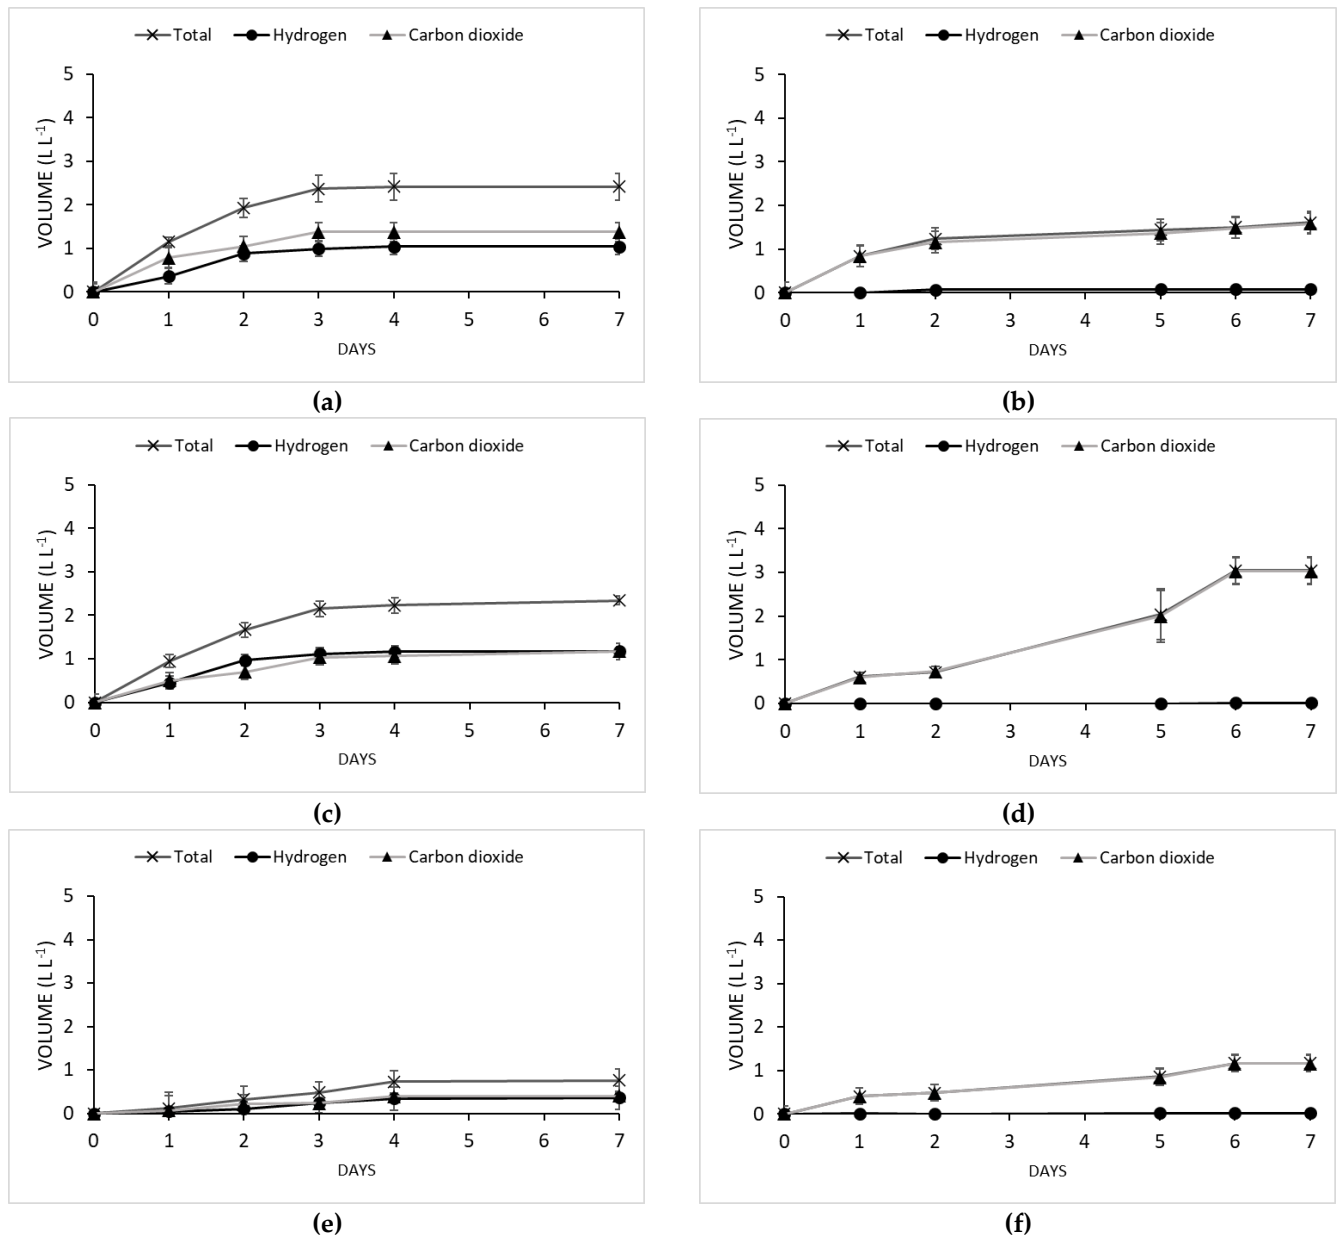 Total Hydrogen Carbon dioxide
5
4
3
2
1
0
VOLUME (L L-1)
0 1 2 3 4 5 6 7
DAYS
(a)
Total Hydrogen Carbon dioxide
5
4
3
2
1
0
VOLUME (L L-1)
0 1 2 3 4 5 6 7
DAYS
(b)
Total Hydrogen Carbon dioxide
5
4
3
2
1
0
VOLUME (L L-1)
0 1 2 3 4 5 6 7
DAYS
(c)
Total Hydrogen Carbon dioxide
5
4
3
2
1
0
VOLUME (L L-1)
0 1 2 3 4 5 6 7
DAYS
(d)
Total Hydrogen Carbon dioxide
5
4
3
2
1
0
VOLUME (L L-1)
0 1 2 3 4 5 6 7
DAYS
(e)
Total Hydrogen Carbon dioxide
5
4
3
2
1
0
VOLUME (L L-1)
0 1 2 3 4 5 6 7
DAYS
(f)